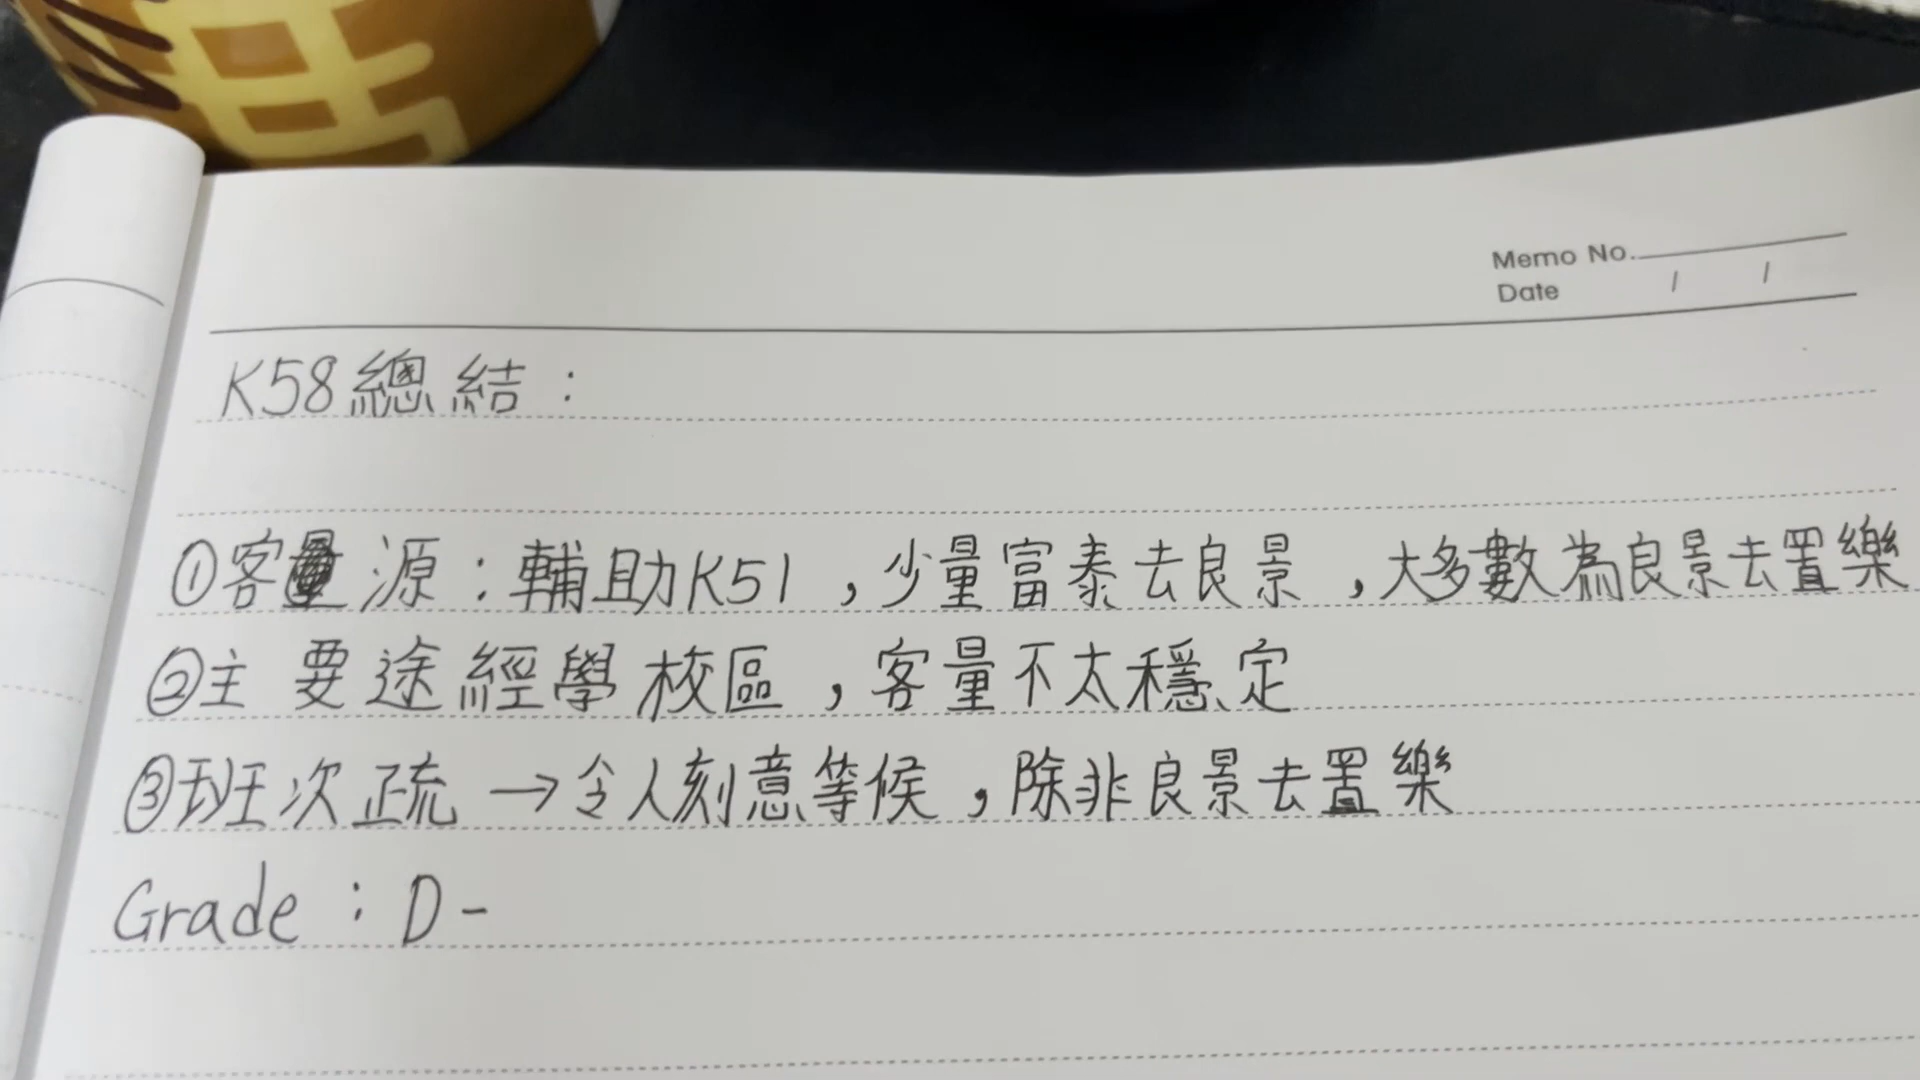 Memo No.
Date / /
K58總結：
①客源：輔助K51，少量富泰去良景，大多數為良景去置樂
②主要途經學校區，客量不太穩定
③班次疏→令人刻意等候，除非良景去置樂
Grade：D-